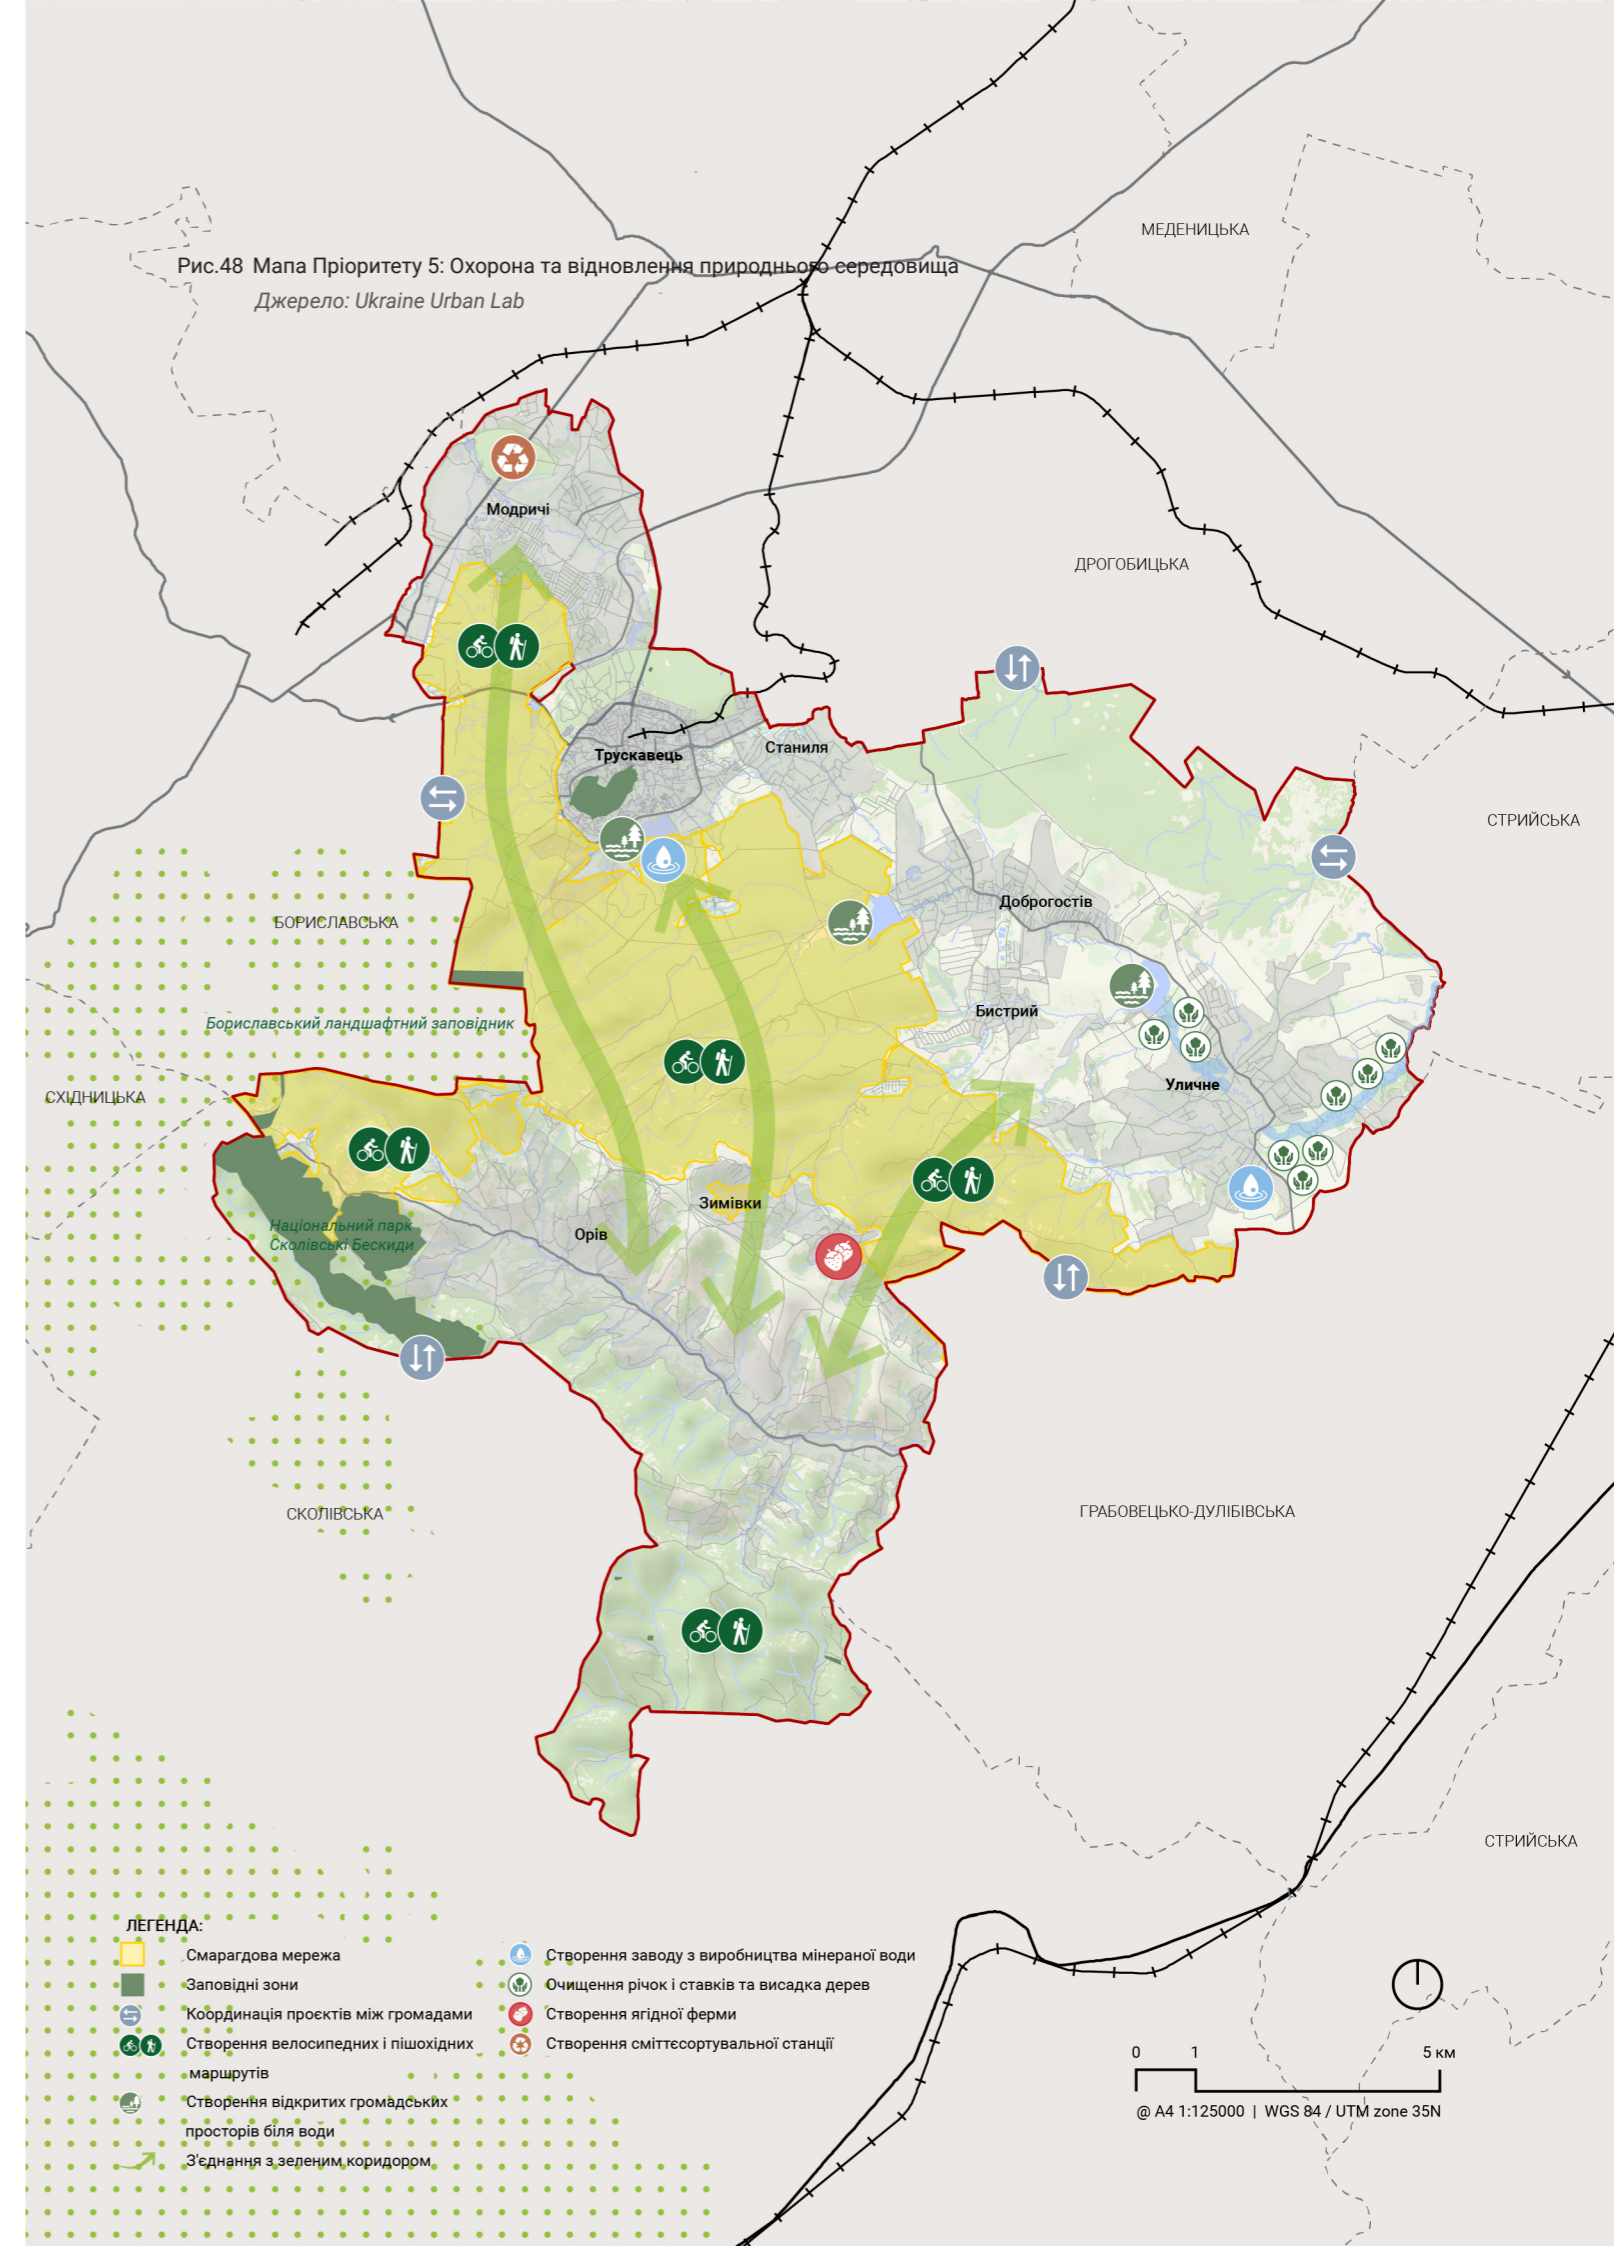 Рис.48 Мапа Пріоритету 5: Охорона та відновлення природнього середовища
Джерело: Ukraine Urban Lab
МЕДЕНИЦЬКА
Модричі
ДРОГОБИЦЬКА
Трускавець
Станиля
СТРИЙСЬКА
Доброгостів
БОРИСЛАВСЬКА
Бистрий
Бориславський ландшафтний заповідник
Уличне
СХІДНИЦЬКА
Зимівки
Національний парк
Сколівські Бескиди
Орів
СКОЛІВСЬКА
ГРАБОВЕЦЬКО-ДУЛІБІВСЬКА
СТРИЙСЬКА
ЛЕГЕНДА:
Смарагдова мережа
Заповідні зони
Координація проєктів між громадами
Створення велосипедних і пішохідних
маршрутів
Створення відкритих громадських
просторів біля води
З'єднання з зеленим коридором
Створення заводу з виробництва мінераної води
Очищення річок і ставків та висадка дерев
Створення ягідної ферми
Створення сміттєсортувальної станції
0 1 5 км
@ A4 1:125000 | WGS 84 / UTM zone 35N